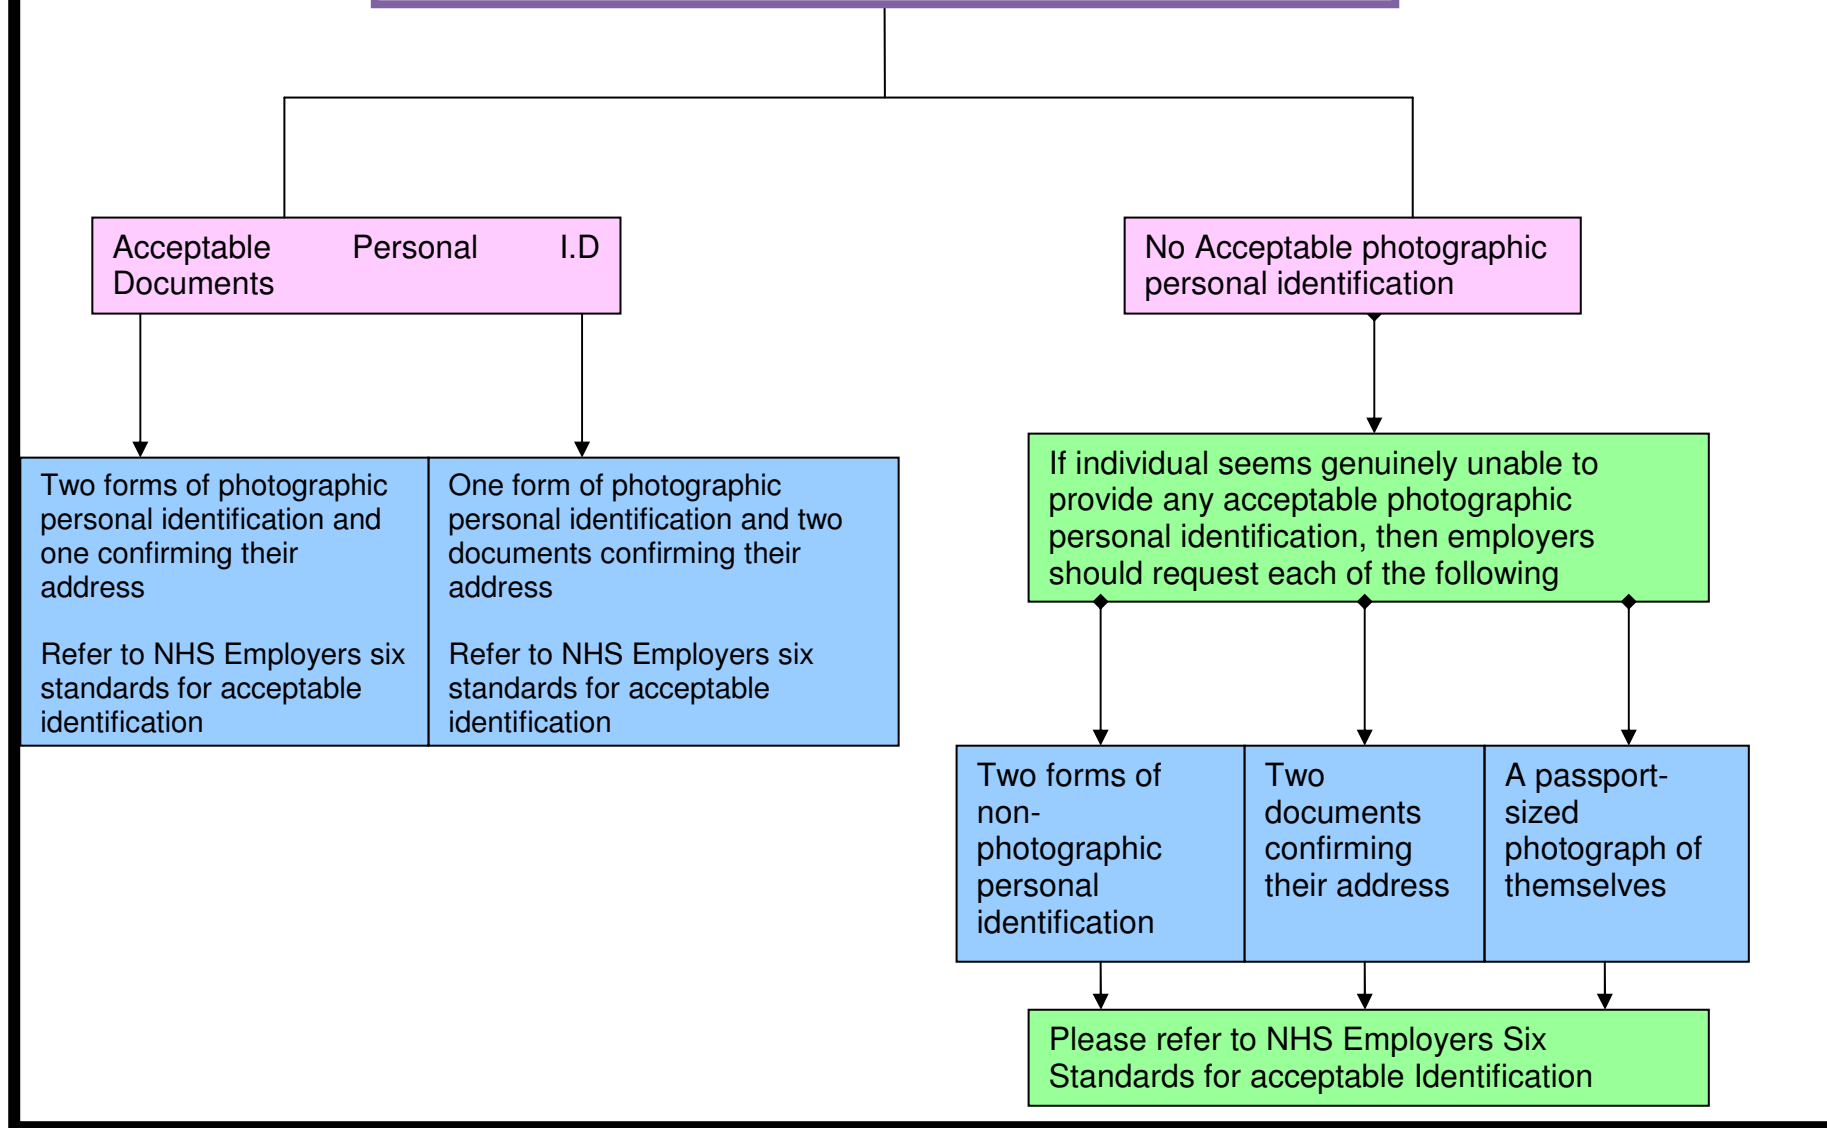 Acceptable Personal I.D
Documents
No Acceptable photographic
personal identification
Two forms of photographic
personal identification and
one confirming their
address
Refer to NHS Employers six
standards for acceptable
identification
One form of photographic
personal identification and two
documents confirming their
address
Refer to NHS Employers six
standards for acceptable
identification
If individual seems genuinely unable to
provide any acceptable photographic
personal identification, then employers
should request each of the following
Two forms of
non-
photographic
personal
identification
Two
documents
confirming
their address
A passport-
sized
photograph of
themselves
Please refer to NHS Employers Six
Standards for acceptable Identification